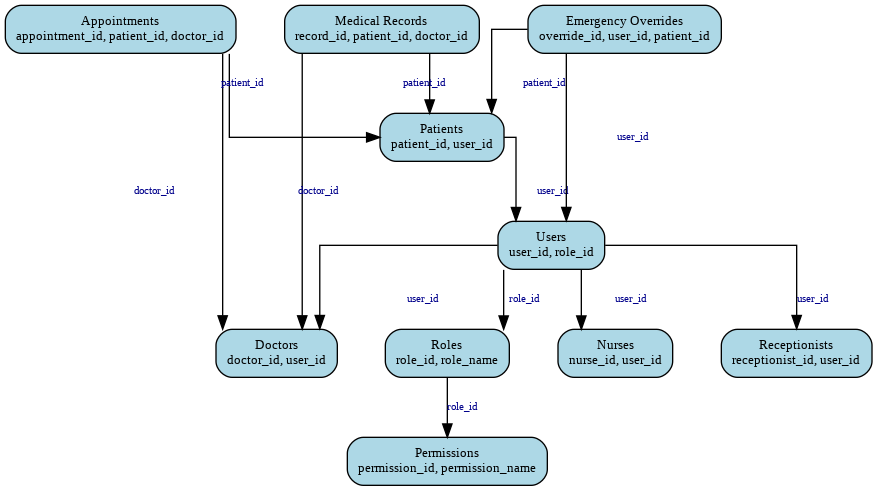 Appointments
appointment_id, patient_id, doctor_id
Medical Records
record_id, patient_id, doctor_id
Emergency Overrides
override_id, user_id, patient_id
patient_id
patient_id
patient_id
Patients
patient_id, user_id
user_id
doctor_id
doctor_id
user_id
Users
user_id, role_id
user_id
role_id
user_id
user_id
Doctors
doctor_id, user_id
Roles
role_id, role_name
Nurses
nurse_id, user_id
Receptionists
receptionist_id, user_id
role_id
Permissions
permission_id, permission_name